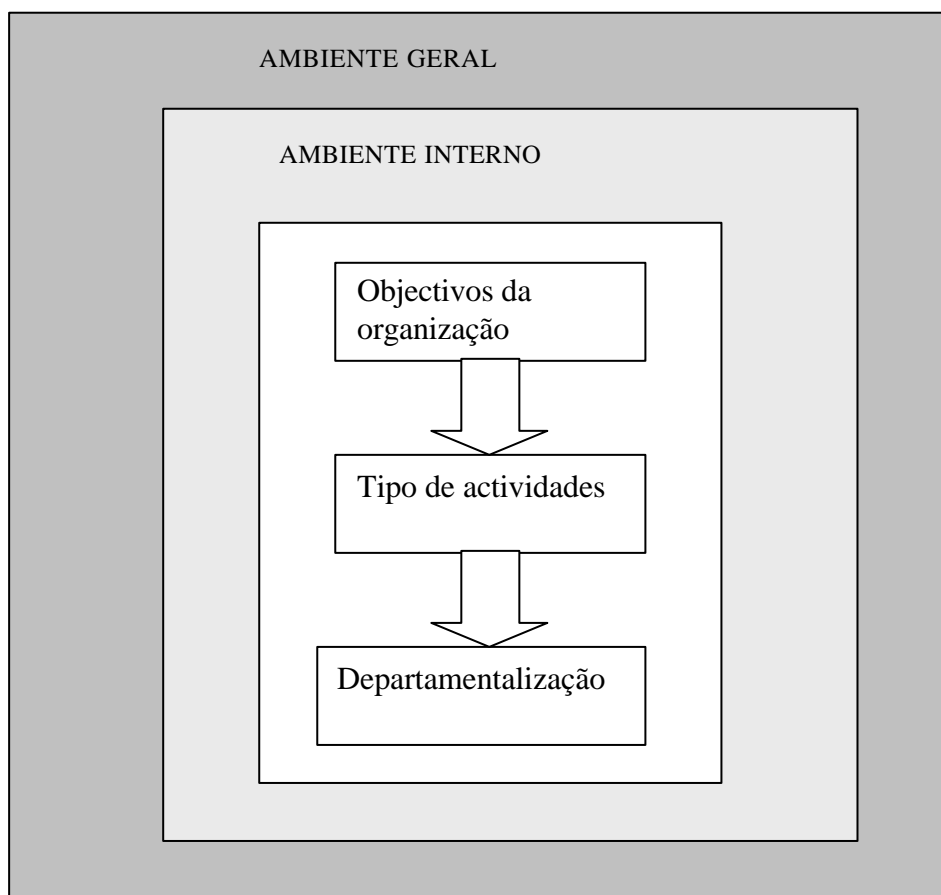 AMBIENTE GERAL
AMBIENTE INTERNO
Objectivos da
organização
Tipo de actividades
Departamentalização